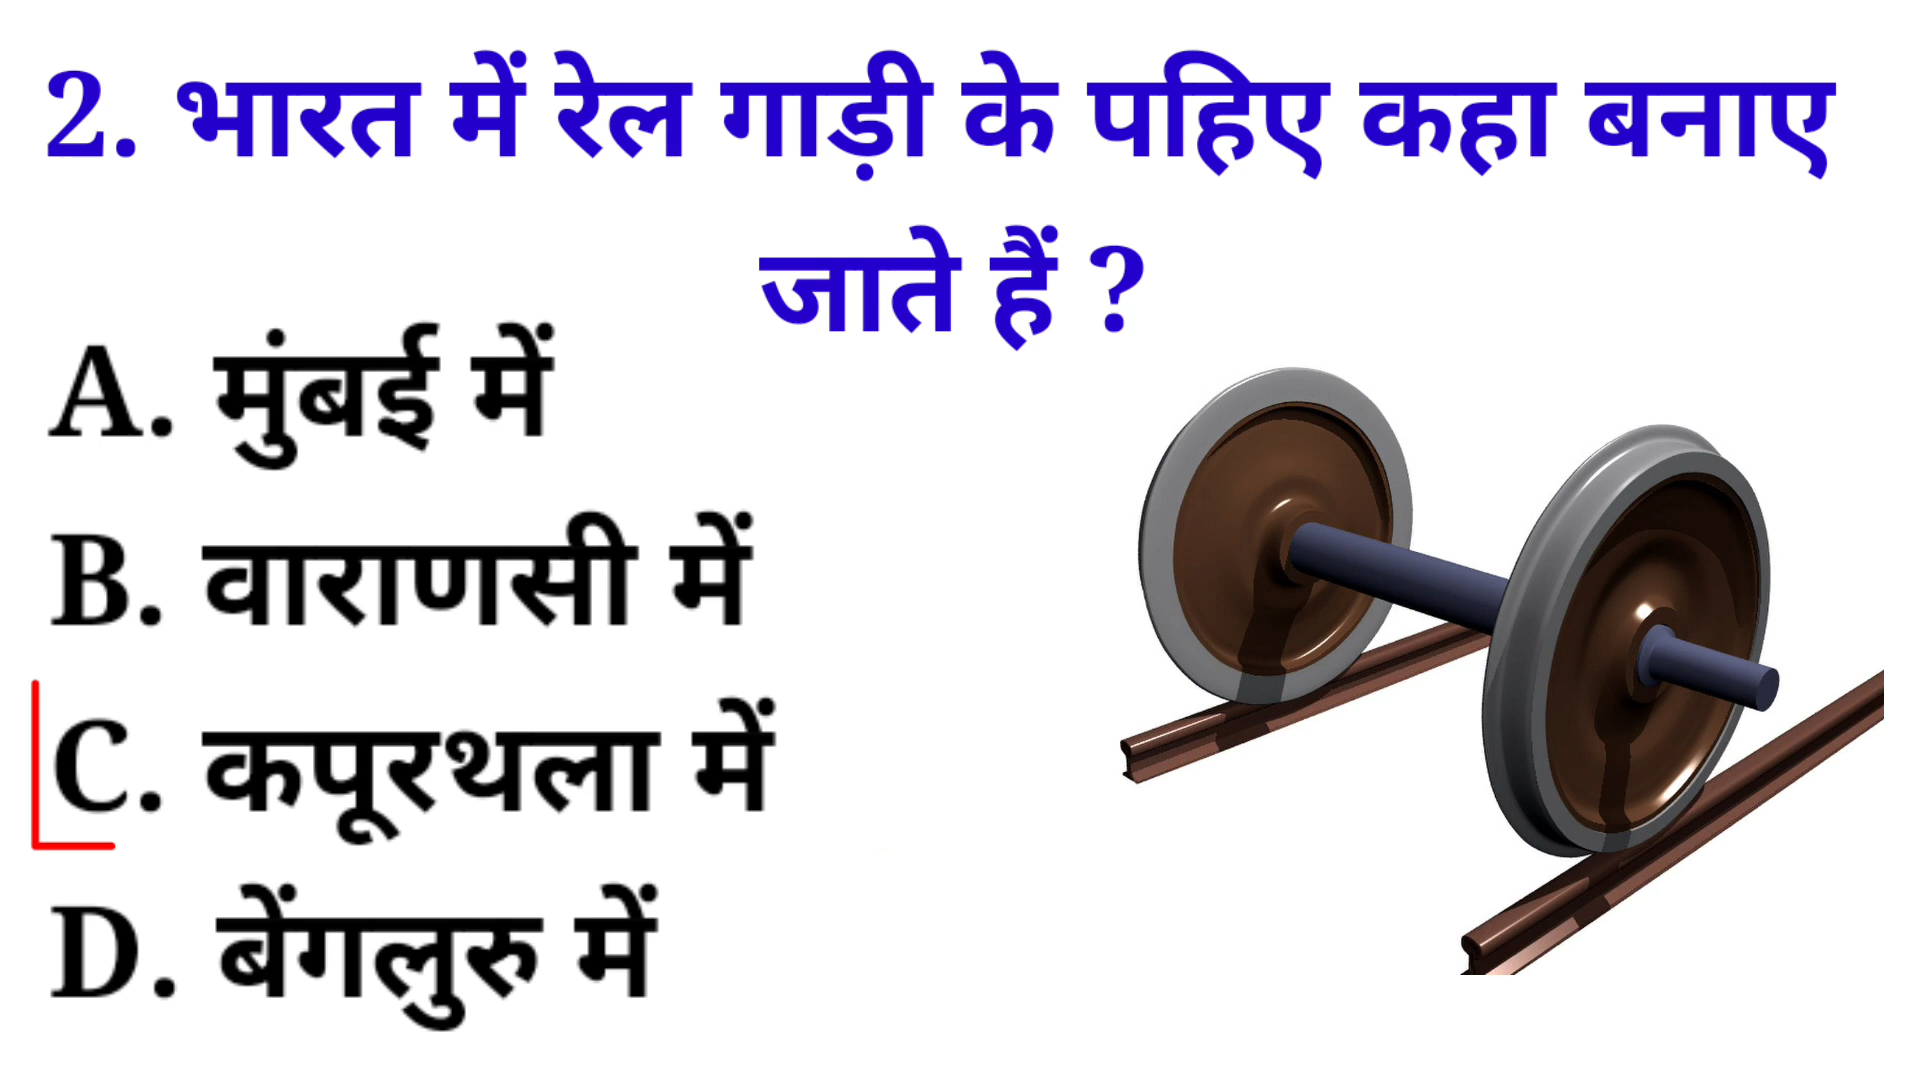 2. भारत में रेल गाड़ी के पहिए कहा बनाए
जाते हैं ?
A. मुंबई में
B. वाराणसी में
C. कपूरथला में
D. बेंगलुरु में